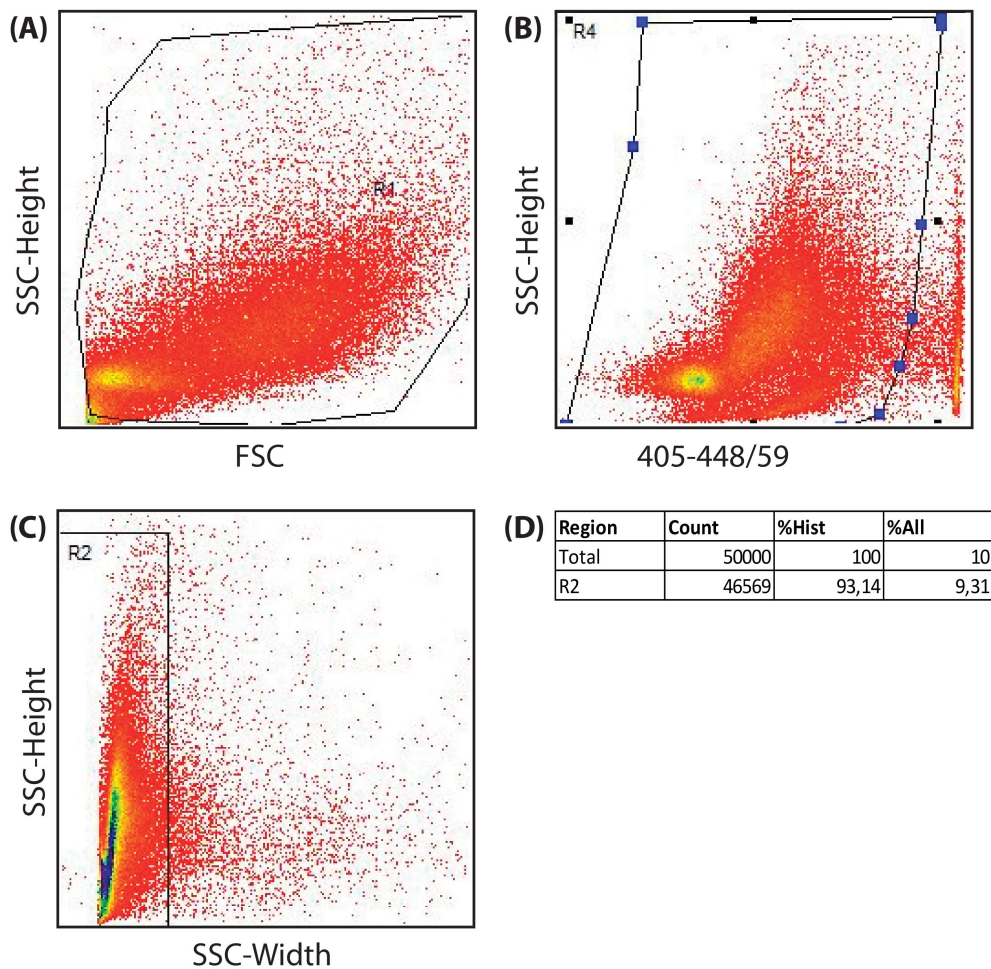 (A)
SSC-Height
R1
FSC
(B)
R4
SSC-Height
405-448/59
(C)
R2
SSC-Height
SSC-Width
(D)
Region Count %Hist %All
Total 50000 100 10
R2 46569 93,14 9,31